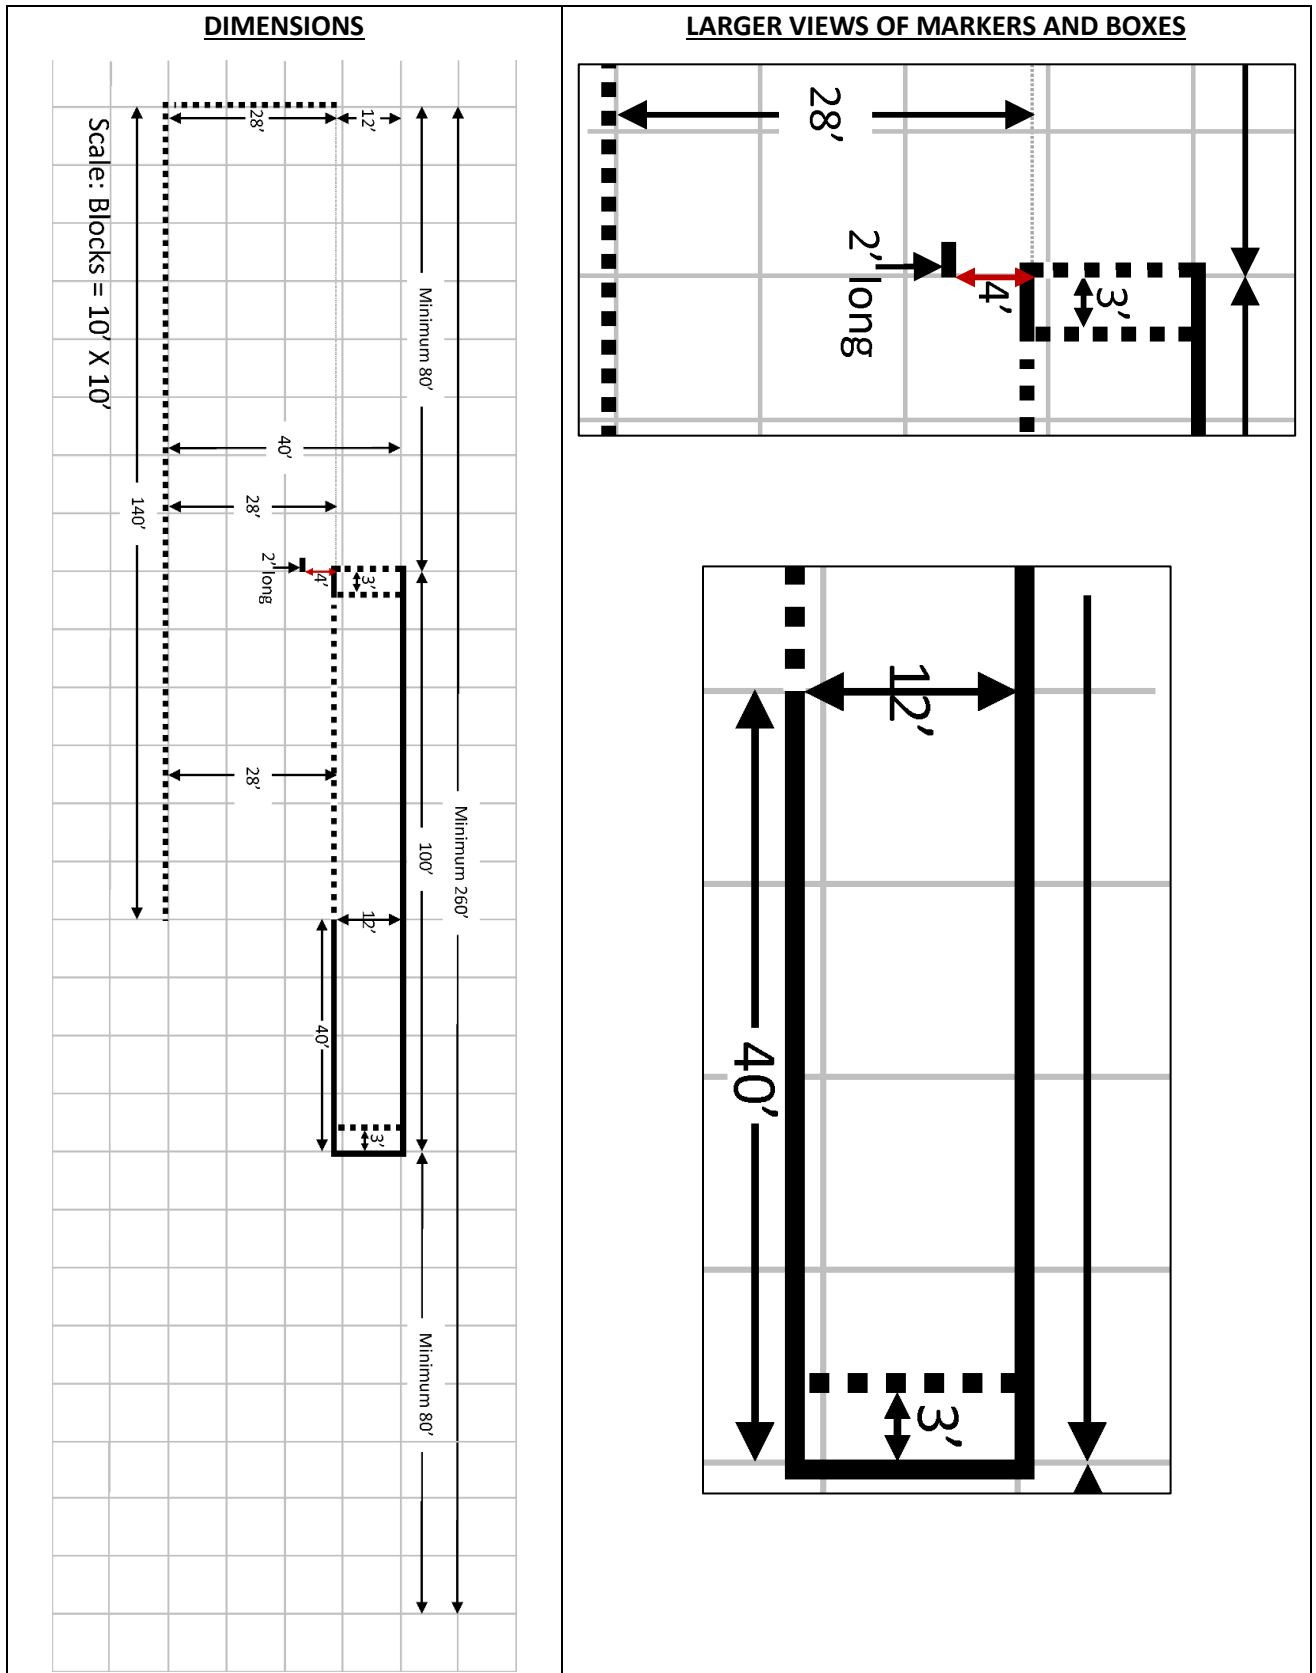 DIMENSIONS
28’
12’
Scale: Blocks = 10’ X 10’
Minimum 80’
40’
140’
28’
2’ long
4’
3’
28’
Minimum 260’
100’
12’
40’
3’
Minimum 80’
LARGER VIEWS OF MARKERS AND BOXES
28’
2’ long
4’
3’
12’
40’
3’